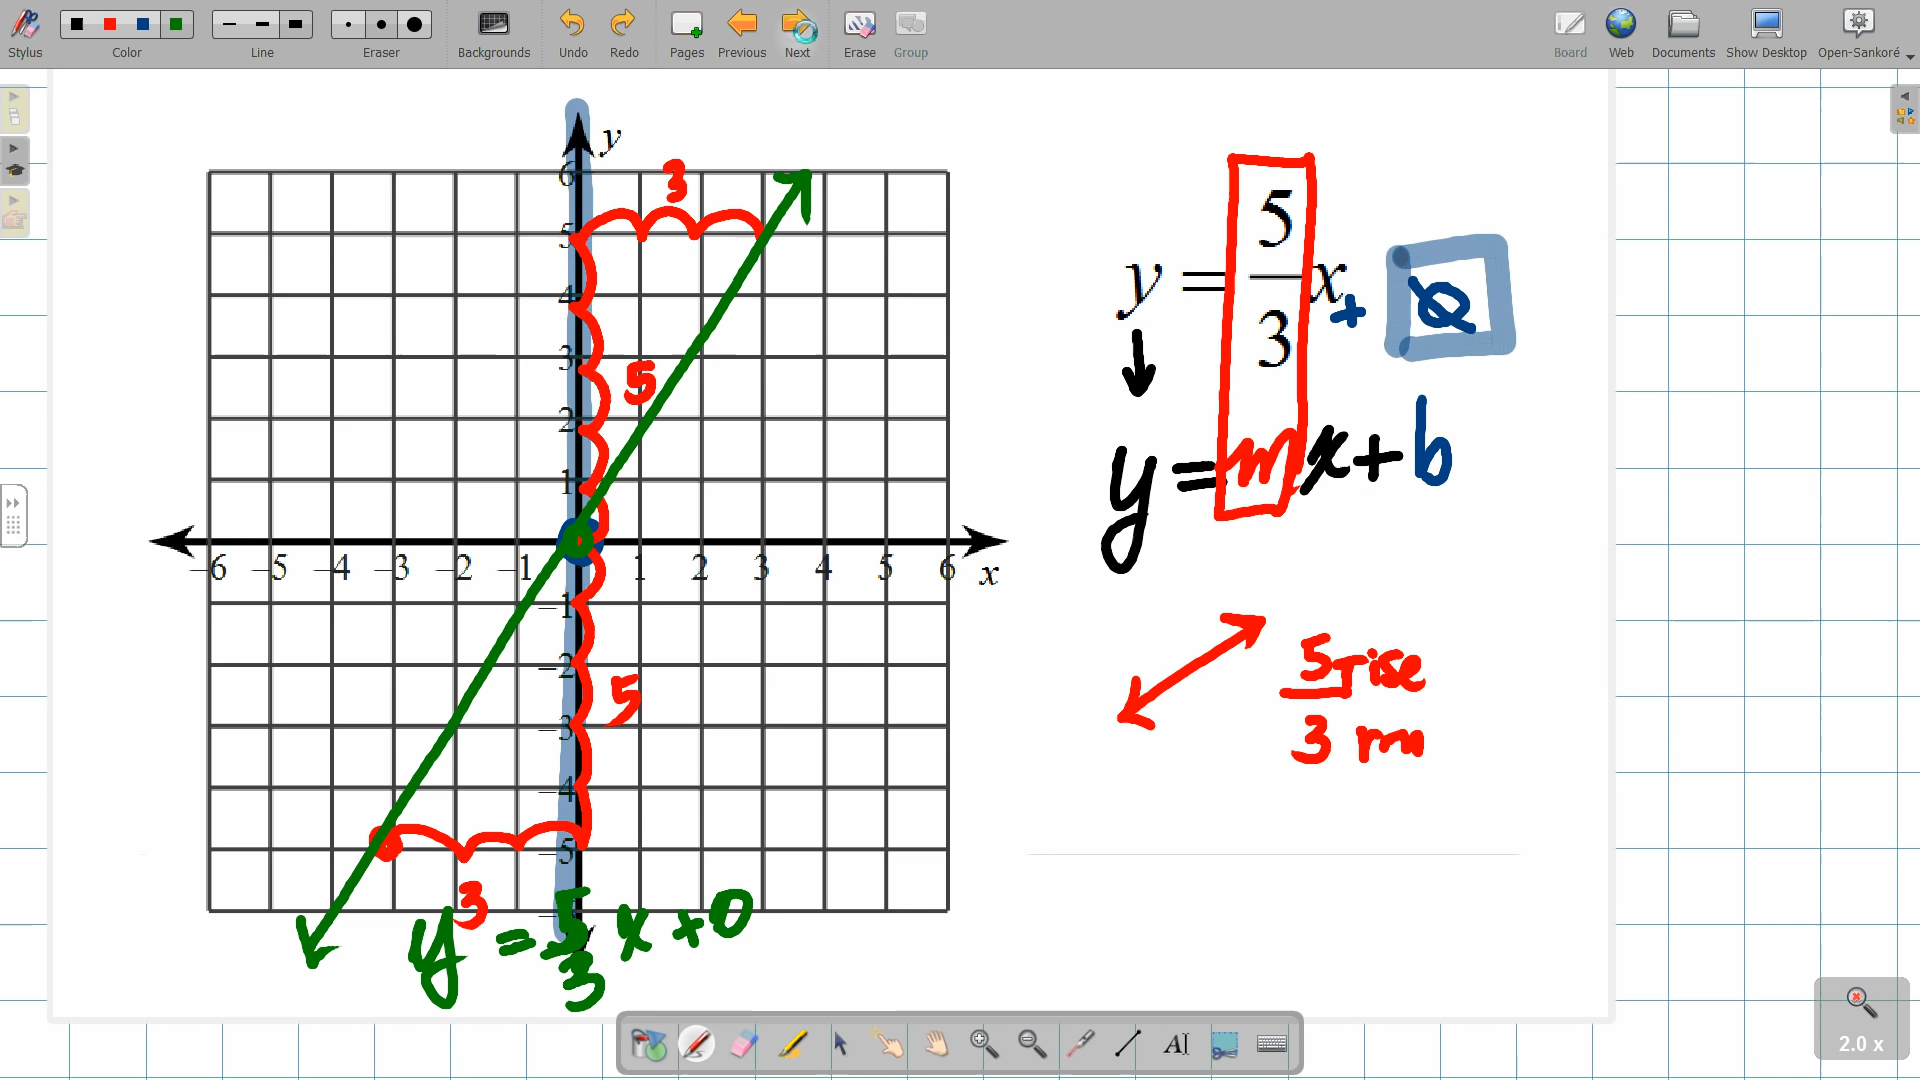 Stylus Color Line Eraser Backgrounds Undo Redo Pages Previous Next Erase Group Board Web Documents Show Desktop Open-Sankoré
y
6
3
5
4
3
5
2
1
−6 −5 −4 −3 −2 −1 1 2 3 4 5 6 x
−1
−2
5
−3
−4
−5
3
y = 5/3 x + 0
y = 5/3 x + 0
y = mx + b
5 rise
3 run
AI
2.0 x